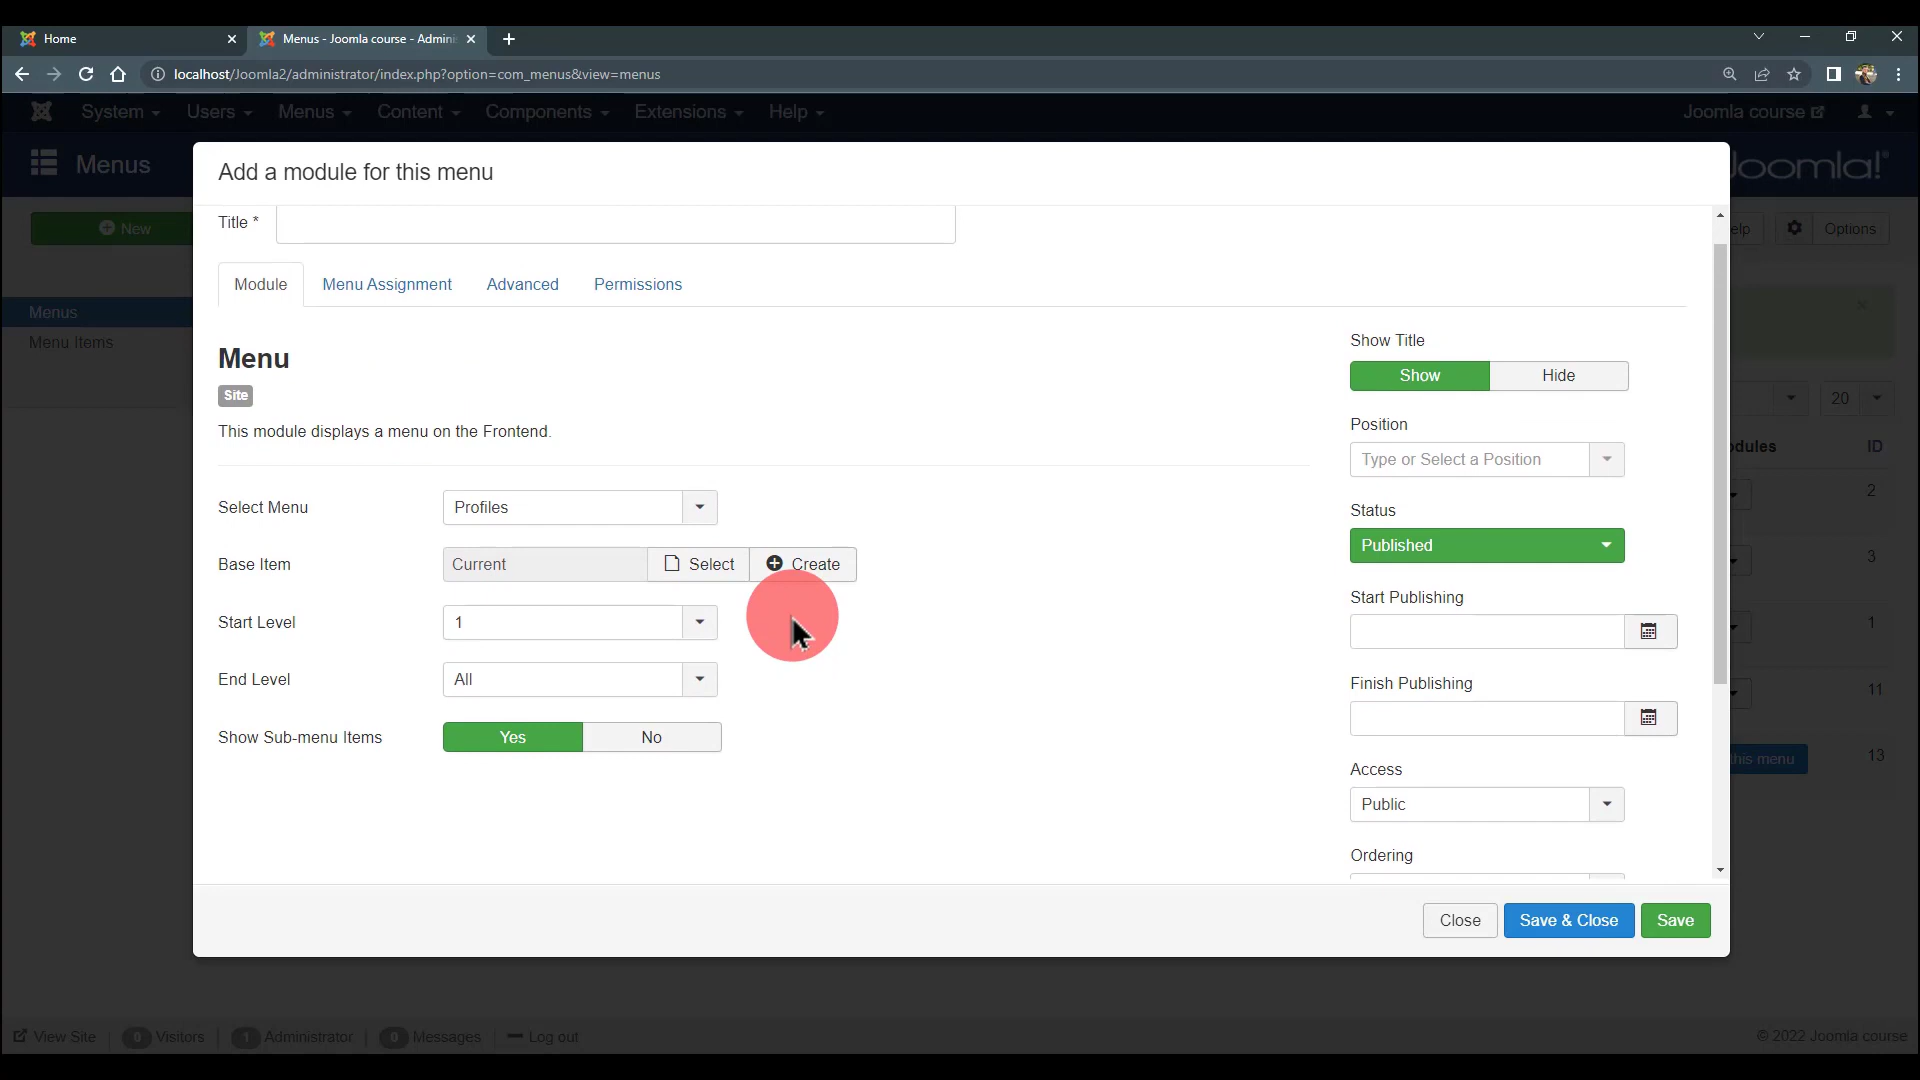 Home
Menus - Joomla course - Admini
localhost/Joomla2/administrator/index.php?option=com_menus&view=menus
System Users Menus Content Components Extensions Help Joomla course
Menus Joomla!
Add a module for this menu
New Options
Title *
Module Menu Assignment Advanced Permissions
Menus
Menu Items
Menu
Site
This module displays a menu on the Frontend.
Select Menu Profiles
Base Item Current Select Create
Start Level 1
End Level All
Show Sub-menu Items Yes No
Show Title
Show Hide
Position
Type or Select a Position
Status
Published
Start Publishing
Finish Publishing
Access
Public
Ordering
20
ID
2
3
1
11
this menu 13
Close Save & Close Save
View Site 0 Visitors 1 Administrator 0 Messages Log out © 2022 Joomla course